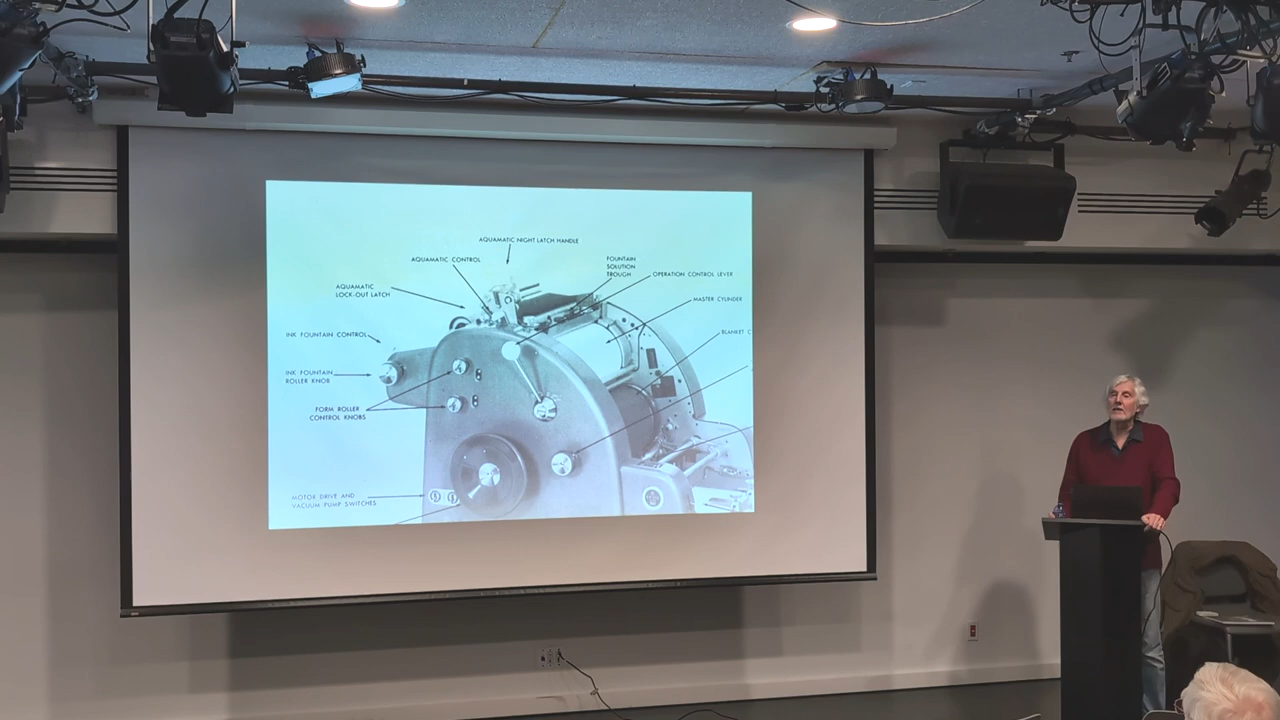 AQUAMATIC NIGHT LATCH HANDLE
AQUAMATIC CONTROL
FOUNTAIN
SOLUTION
TROUGH
OPERATION CONTROL LEVER
AQUAMATIC
LOCK-OUT LATCH
MASTER CYLINDER
INK FOUNTAIN CONTROL
BLANKET C
INK FOUNTAIN
ROLLER KNOB
FORM ROLLER
CONTROL KNOBS
MOTOR DRIVE AND
VACUUM PUMP SWITCHES